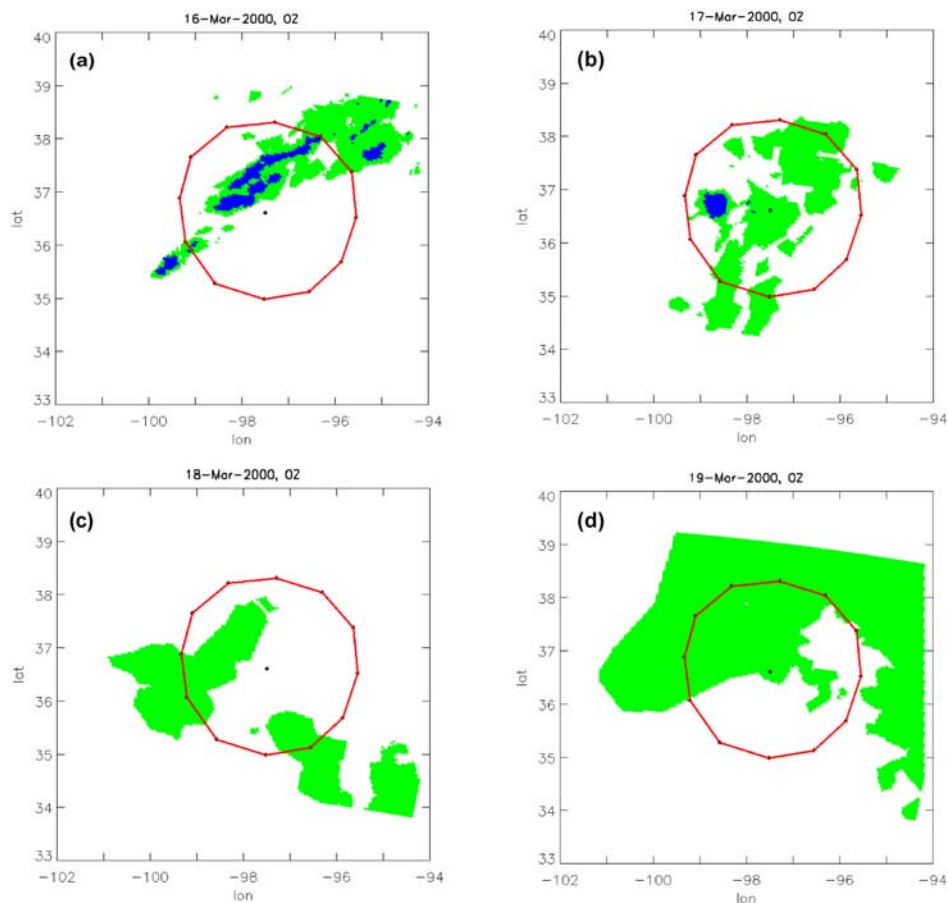 16-Mar-2000, 0Z
(a)
40
39
38
37
36
35
34
33
lat
-102 -100 -98 -96 -94
lon
17-Mar-2000, 0Z
(b)
40
39
38
37
36
35
34
33
lat
-102 -100 -98 -96 -94
lon
18-Mar-2000, 0Z
(c)
40
39
38
37
36
35
34
33
lat
-102 -100 -98 -96 -94
lon
19-Mar-2000, 0Z
(d)
40
39
38
37
36
35
34
33
lat
-102 -100 -98 -96 -94
lon